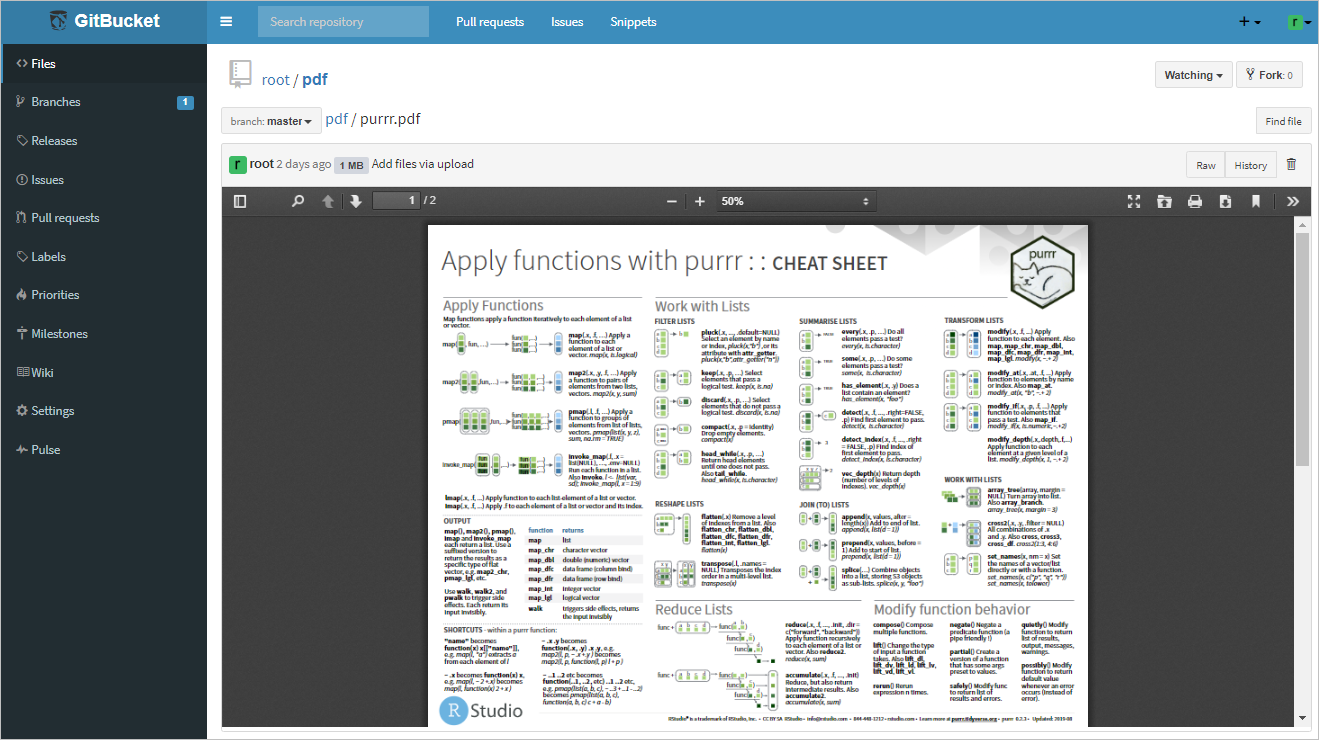 GitBucket
Search repository
Pull requests
Issues
Snippets
r
Files
Branches
1
Releases
Issues
Pull requests
Labels
Priorities
Milestones
Wiki
Settings
Pulse
root / pdf
Watching
Fork: 0
branch: master
pdf / purrr.pdf
Find file
r root 2 days ago 1 MB Add files via upload
Raw
History
1 / 2
50%
Apply functions with purrr : : CHEAT SHEET
purrr
Apply Functions
Map functions apply a function iteratively to each element of a list
or vector.
map(.x, .f, ...) Apply a
function to each
element of a list or
vector. map(x, is.logical)
map2(.x, .y, .f, ...) Apply
a function to pairs of
elements from two lists,
vectors. map2(x, y, sum)
pmap(.l, .f, ...) Apply a
function to groups of
elements from list of lists,
vectors. pmap(list(x, y, z),
sum, na.rm = TRUE)
invoke_map(.f, .x =
list(NULL), ..., .env=NULL)
Run each function in a list.
Also invoke. l <- list(var,
sd); invoke_map(l, x = 1:9)
lmap(.x, .f, ...) Apply function to each list-element of a list or vector.
imap(.x, .f, ...) Apply .f to each element of a list or vector and its index.
OUTPUT
map(), map2(), pmap(),
imap and invoke_map
each return a list. Use a
suffixed version to
return the results as a
specific type of flat
vector, e.g. map2_chr,
pmap_lgl, etc.
Use walk, walk2, and
pwalk to trigger side
effects. Each return its
input invisibly.
function returns
map list
map_chr character vector
map_dbl double (numeric) vector
map_dfc data frame (column bind)
map_dfr data frame (row bind)
map_int integer vector
map_lgl logical vector
walk triggers side effects, returns
the input invisibly
SHORTCUTS - within a purrr function:
"name" becomes
function(x) x[["name"]],
e.g. map(l, "a") extracts a
from each element of l
~ .x becomes function(x) x,
e.g. map(l, ~ 2 +.x) becomes
map(l, function(x) 2 + x )
~ .x .y becomes
function(.x, .y) .x .y, e.g.
map2(l, p, ~ .x +.y ) becomes
map2(l, p, function(l, p) l + p )
~ ..1 ..2 etc becomes
function(..1, ..2, etc) ..1 ..2 etc,
e.g. pmap(list(a, b, c), ~ ..3 + ..1 - ..2)
becomes pmap(list(a, b, c),
function(a, b, c) c + a - b)
Work with Lists
FILTER LISTS
pluck(.x, ..., .default=NULL)
Select an element by name
or index, pluck(x,"b") ,or its
attribute with attr_getter.
pluck(x,"b",attr_getter("n"))
keep(.x, .p, ...) Select
elements that pass a
logical test. keep(x, is.na)
discard(.x, .p, ...) Select
elements that do not pass a
logical test. discard(x, is.na)
compact(.x, .p = identity)
Drop empty elements.
compact(x)
head_while(.x, .p, ...)
Return head elements
until one does not pass.
Also tail_while.
head_while(x, is.character)
RESHAPE LISTS
flatten(.x) Remove a level
of indexes from a list. Also
flatten_chr, flatten_dbl,
flatten_dfc, flatten_dfr,
flatten_int, flatten_lgl.
flatten(x)
transpose(.l, .names =
NULL) Transposes the index
order in a multi-level list.
transpose(x)
SUMMARISE LISTS
every(.x, .p, ...) Do all
elements pass a test?
every(x, is.character)
some(.x, .p, ...) Do some
elements pass a test?
some(x, is.character)
has_element(.x, .y) Does a
list contain an element?
has_element(x, "foo")
detect(.x, .f, ..., .right=FALSE,
.p) Find first element to pass.
detect(x, is.character)
detect_index(.x, .f, ..., .right
= FALSE, .p) Find index of
first element to pass.
detect_index(x, is.character)
vec_depth(x) Return depth
(number of levels of
indexes). vec_depth(x)
JOIN (TO) LISTS
append(x, values, after =
length(x)) Add to end of list.
append(x, list(d = 1))
prepend(x, values, before =
1) Add to start of list.
prepend(x, list(d = 1))
splice(...) Combine objects
into a list, storing S3 objects
as sub-lists. splice(x, y, "foo")
TRANSFORM LISTS
modify(.x, .f, ...) Apply
function to each element. Also
map, map_chr, map_dbl,
map_dfc, map_dfr, map_int,
map_lgl. modify(x, ~.+ 2)
modify_at(.x, .at, .f, ...) Apply
function to elements by name
or index. Also map_at.
modify_at(x, "b", ~.+ 2)
modify_if(.x, .p, .f, ...) Apply
function to elements that
pass a test. Also map_if.
modify_if(x, is.numeric,~.+2)
modify_depth(.x,.depth,.f,...)
Apply function to each
element at a given level of a
list. modify_depth(x, 1, ~.+ 2)
WORK WITH LISTS
array_tree(array, margin =
NULL) Turn array into list.
Also array_branch.
array_tree(x, margin = 3)
cross2(.x, .y, .filter = NULL)
All combinations of .x
and .y. Also cross, cross3,
cross_df. cross2(1:3, 4:6)
set_names(x, nm = x) Set
the names of a vector/list
directly or with a function.
set_names(x, c("p", "q", "r"))
set_names(x, tolower)
Reduce Lists
reduce(.x, .f, ..., .init, .dir =
c("forward", "backward"))
Apply function recursively
to each element of a list or
vector. Also reduce2.
reduce(x, sum)
accumulate(.x, .f, ..., .init)
Reduce, but also return
intermediate results. Also
accumulate2.
accumulate(x, sum)
Modify function behavior
compose() Compose
multiple functions.
lift() Change the type
of input a function
takes. Also lift_dl,
lift_dv, lift_ld, lift_lv,
lift_vd, lift_vl.
rerun() Rerun
expression n times.
negate() Negate a
predicate function (a
pipe friendly !)
partial() Create a
version of a function
that has some args
preset to values.
safely() Modify func
to return list of
results and errors.
quietly() Modify
function to return
list of results,
output, messages,
warnings.
possibly() Modify
function to return
default value
whenever an error
occurs (instead of
error).
R Studio
RStudio® is a trademark of RStudio, Inc. • CC BY SA RStudio • info@rstudio.com • 844-448-1212 • rstudio.com • Learn more at purrr.tidyverse.org • purrr 0.2.3 • Updated: 2019-08